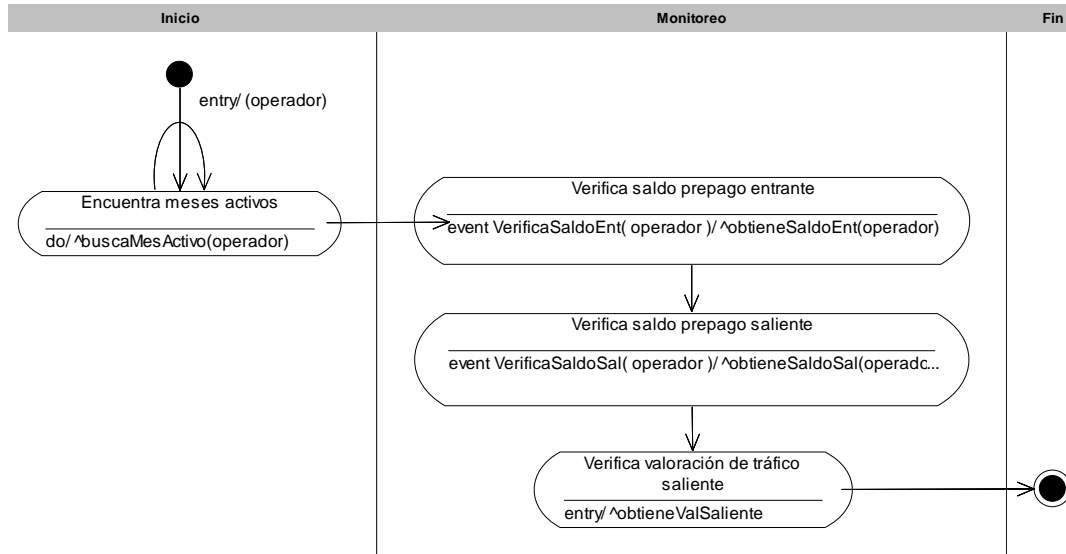 Inicio
Monitoreo
Fin
entry/ (operador)
Encuentra meses activos
do/ ^buscaMesActivo(operador)
Verifica saldo prepago entrante
event VerificaSaldoEnt( operador )/ ^obtieneSaldoEnt(operador)
Verifica saldo prepago saliente
event VerificaSaldoSal( operador )/ ^obtieneSaldoSal(operadc...
Verifica valoración de tráfico
saliente
entry/ ^obtieneValSaliente